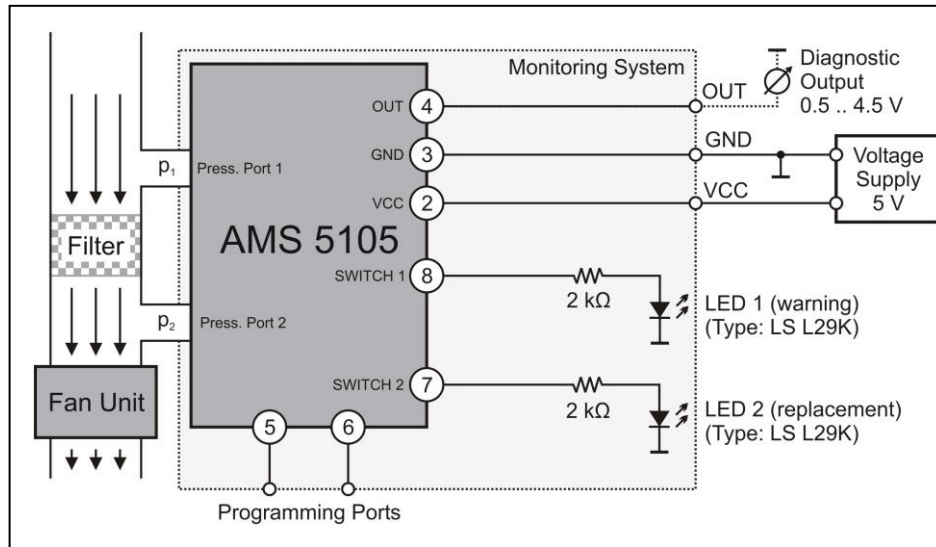 Monitoring System
OUT
4
OUT
Diagnostic
Output
0.5 .. 4.5 V
GND
3
GND
Voltage
Supply
5 V
VCC
2
VCC
p1
Press. Port 1
Filter
AMS 5105
SWITCH 1
8
2 kΩ
LED 1 (warning)
(Type: LS L29K)
p2
Press. Port 2
Fan Unit
SWITCH 2
7
2 kΩ
LED 2 (replacement)
(Type: LS L29K)
5
6
Programming Ports